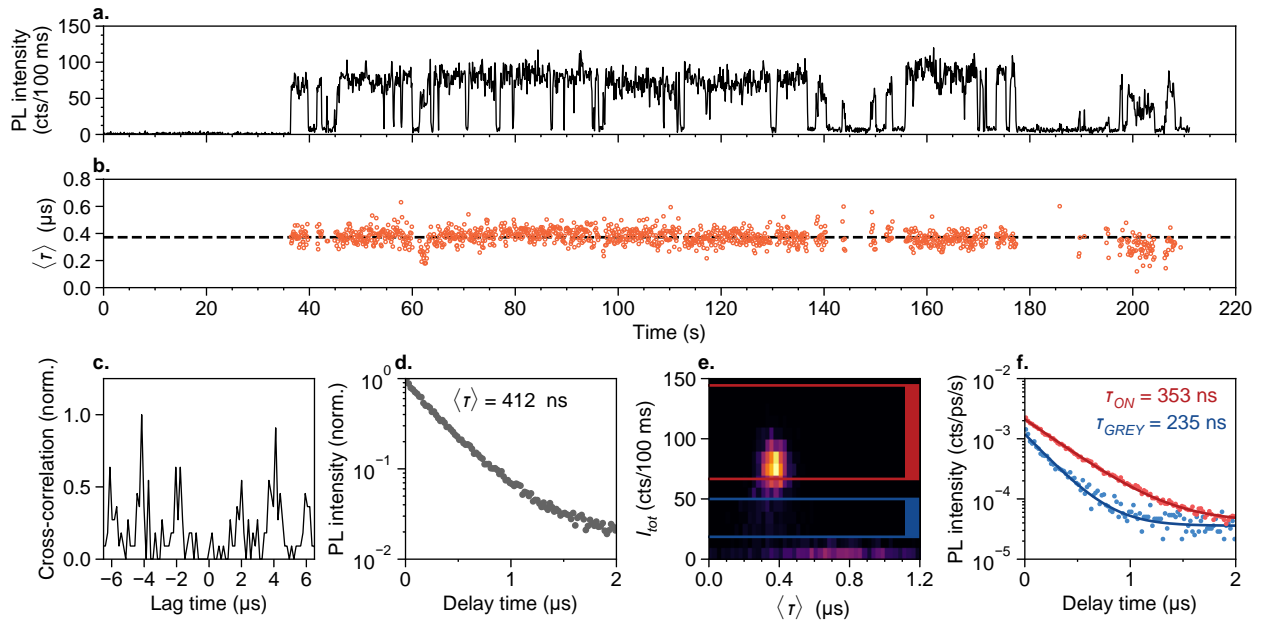 a.
PL intensity
(cts/100 ms)
150
100
50
0
b.
⟨τ⟩ (µs)
0.8
0.6
0.4
0.2
0.0
0 20 40 60 80 100 120 140 160 180 200 220
Time (s)
c.
Cross-correlation (norm.)
1.0
0.5
0.0
−6 −4 −2 0 2 4 6
Lag time (µs)
d.
PL intensity (norm.)
10⁰
10⁻¹
10⁻²
⟨τ⟩ = 412 ns
0 1 2
Delay time (µs)
e.
I_tot (cts/100 ms)
150
100
50
0
0.0 0.4 0.8 1.2
⟨τ⟩ (µs)
f.
PL intensity (cts/ps/s)
10⁻²
10⁻³
10⁻⁴
10⁻⁵
τ_ON = 353 ns
τ_GREY = 235 ns
0 1 2
Delay time (µs)